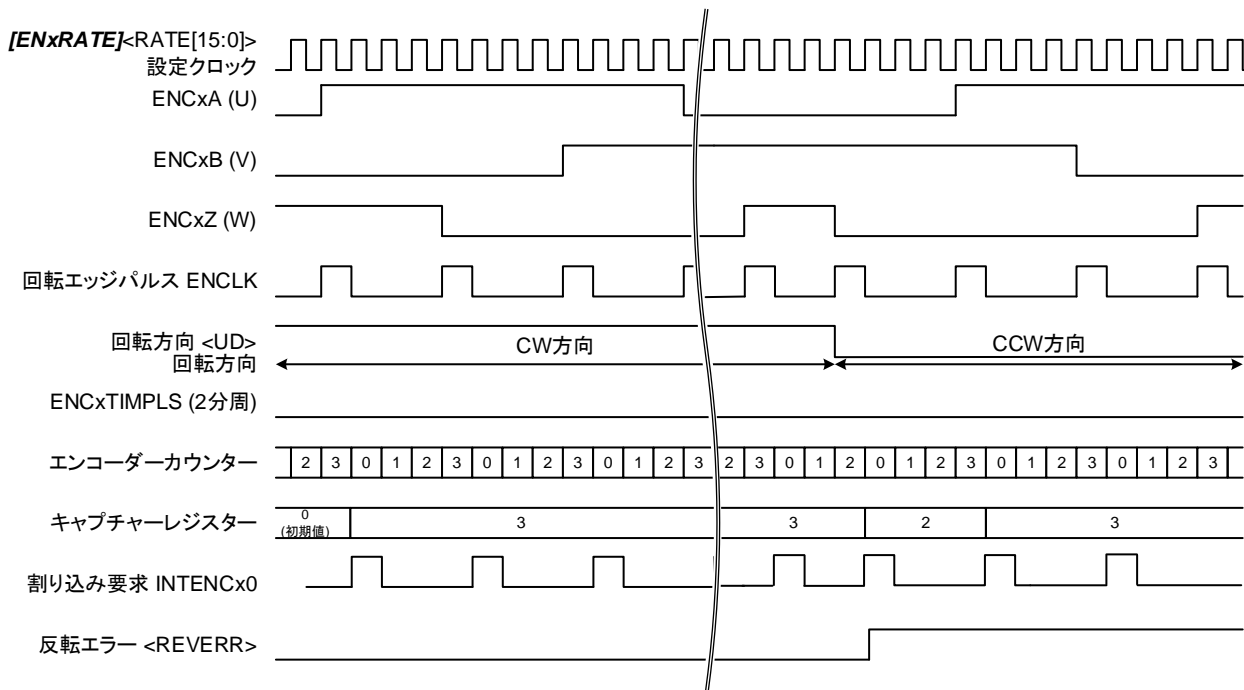 [ENxRATE]<RATE[15:0]>
設定クロック
ENCxA (U)
ENCxB (V)
ENCxZ (W)
回転エッジパルス ENCLK
回転方向 <UD>
回転方向
CW方向
CCW方向
ENCxTIMPLS (2分周)
エンコーダーカウンター
2 3 0 1 2 3 0 1 2 3 0 1 2 3 2 3 0 1 2 0 1 2 3 0 1 2 3 0 1 2 3
キャプチャーレジスター
0
(初期値)
3 3 2 3
割り込み要求 INTENCx0
反転エラー <REVERR>